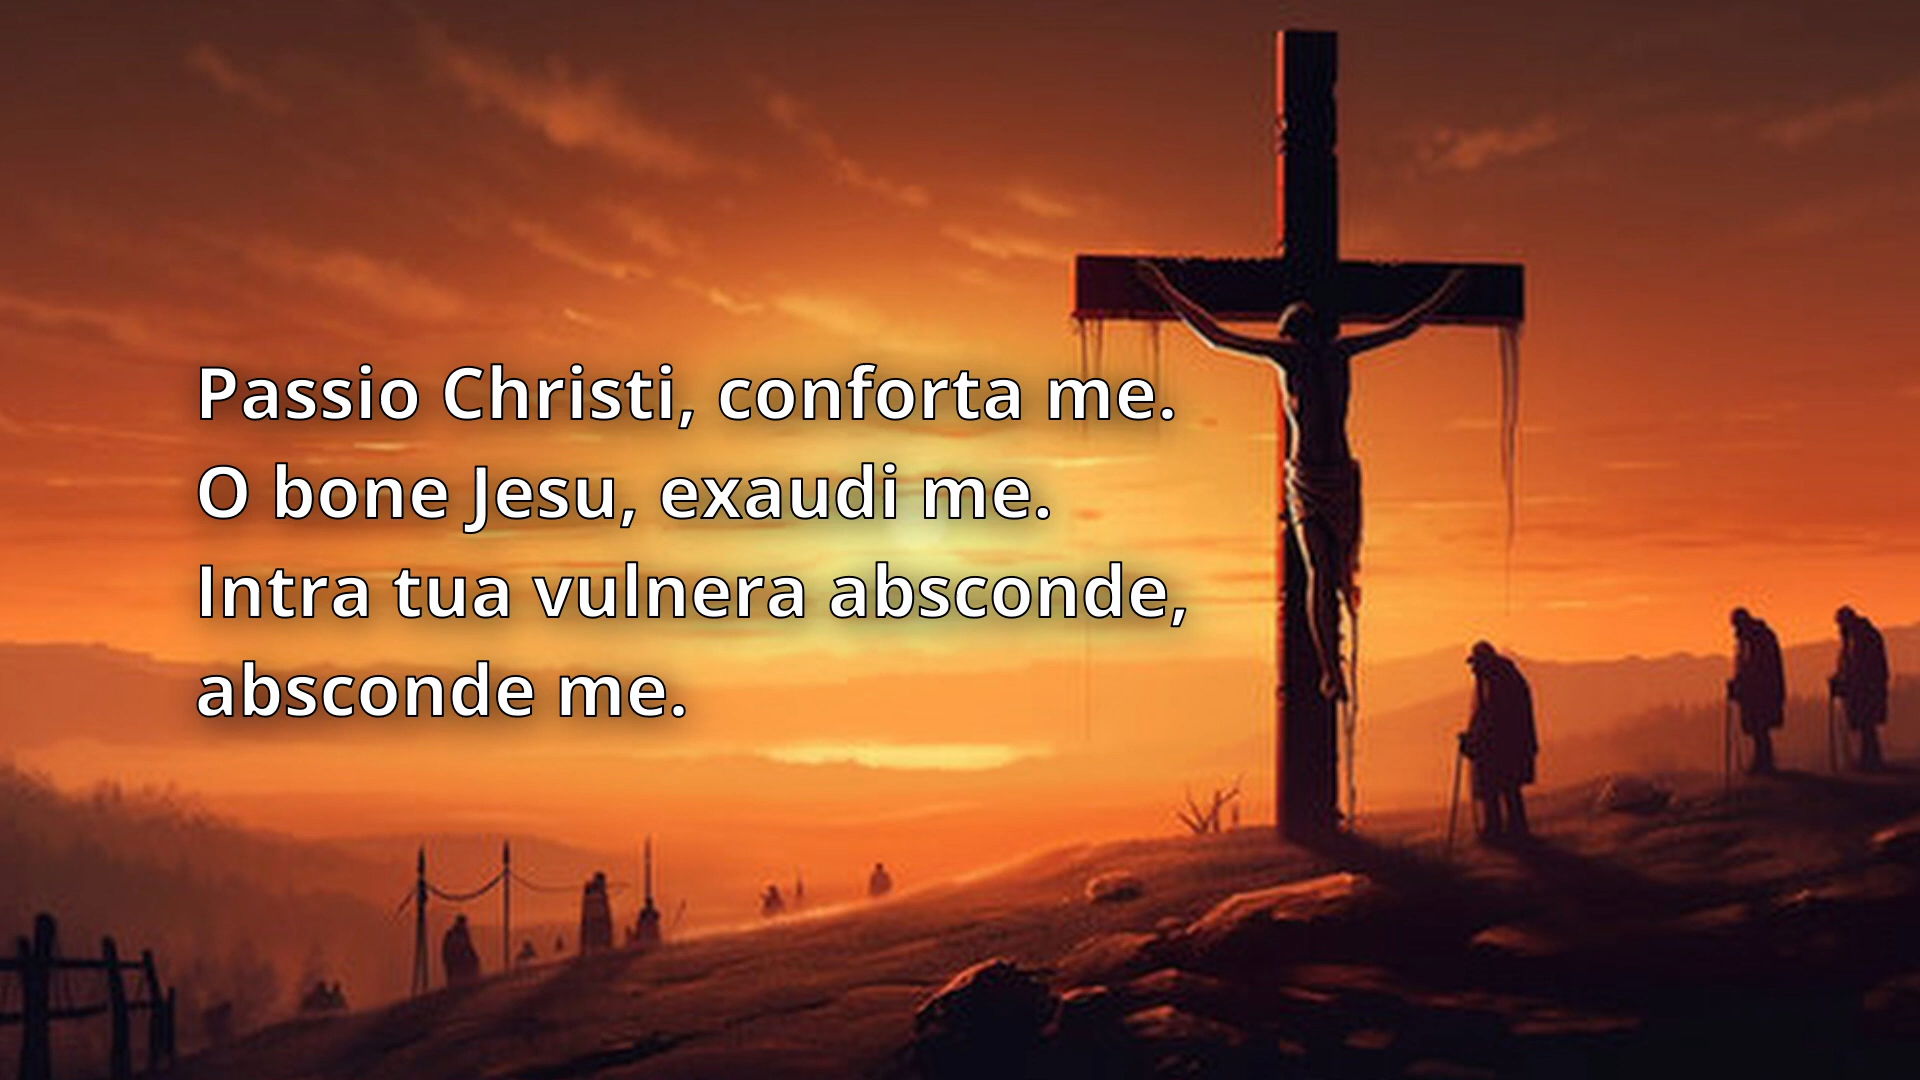 Passio Christi, conforta me.
O bone Jesu, exaudi me.
Intra tua vulnera absconde,
absconde me.